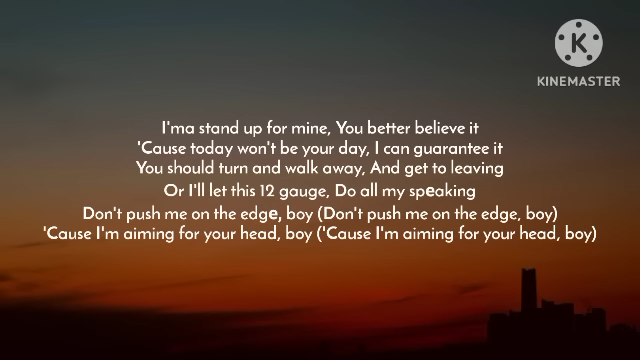 K
KINEMASTER
I'ma stand up for mine, You better believe it
'Cause today won't be your day, I can guarantee it
You should turn and walk away, And get to leaving
Or I'll let this 12 gauge, Do all my speaking
Don't push me on the edge, boy (Don't push me on the edge, boy)
'Cause I'm aiming for your head, boy ('Cause I'm aiming for your head, boy)